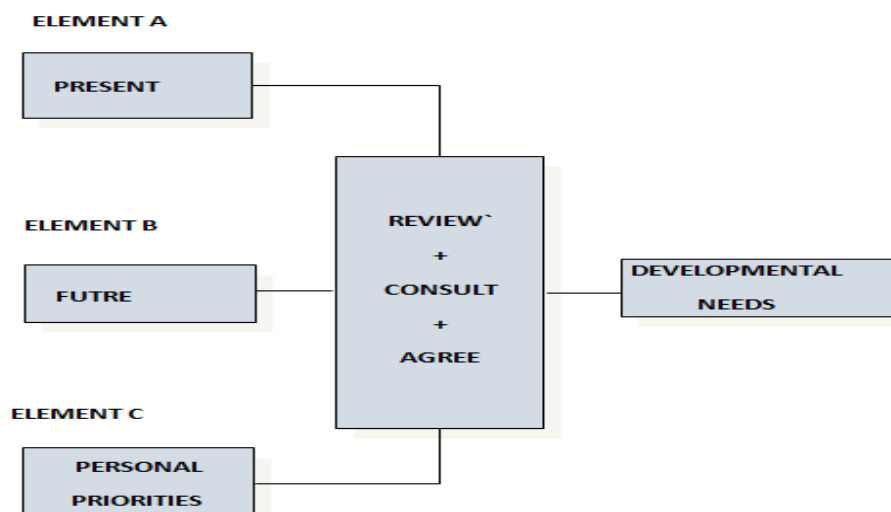 ELEMENT A
PRESENT
ELEMENT B
FUTRE
ELEMENT C
PERSONAL
PRIORITIES
REVIEW`
+
CONSULT
+
AGREE
DEVELOPMENTAL
NEEDS